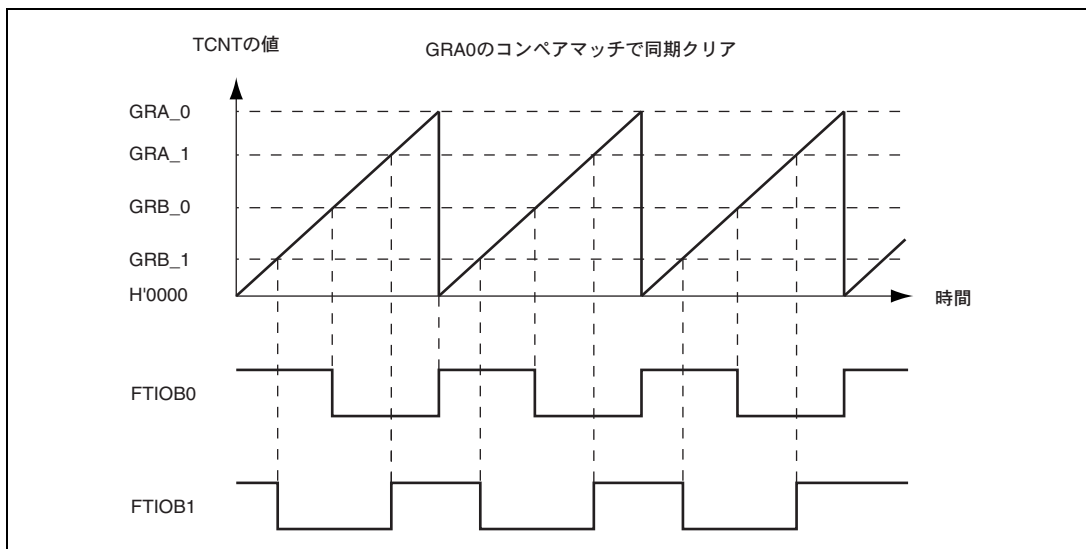 TCNTの値
GRA0のコンペアマッチで同期クリア
GRA_0
GRA_1
GRB_0
GRB_1
H'0000
時間
FTIOB0
FTIOB1